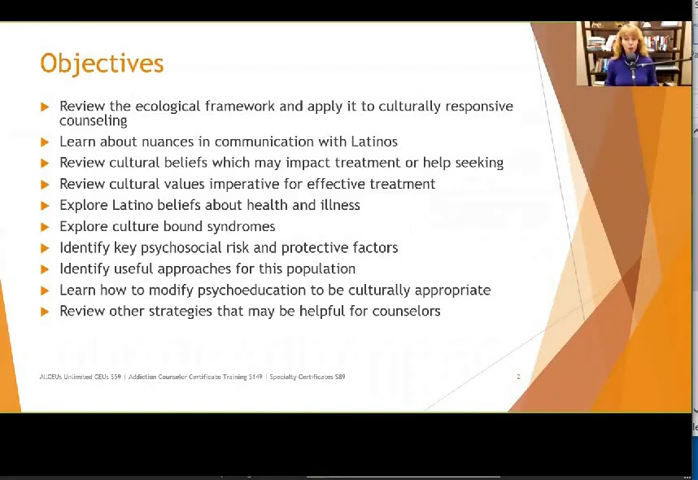 Objectives
Review the ecological framework and apply it to culturally responsive
counseling
Learn about nuances in communication with Latinos
Review cultural beliefs which may impact treatment or help seeking
Review cultural values imperative for effective treatment
Explore Latino beliefs about health and illness
Explore culture bound syndromes
Identify key psychosocial risk and protective factors
Identify useful approaches for this population
Learn how to modify psychoeducation to be culturally appropriate
Review other strategies that may be helpful for counselors
AllCEUs Unlimited CEUs $59 | Addiction Counselor Certificate Training $149 | Specialty Certificates $89
2